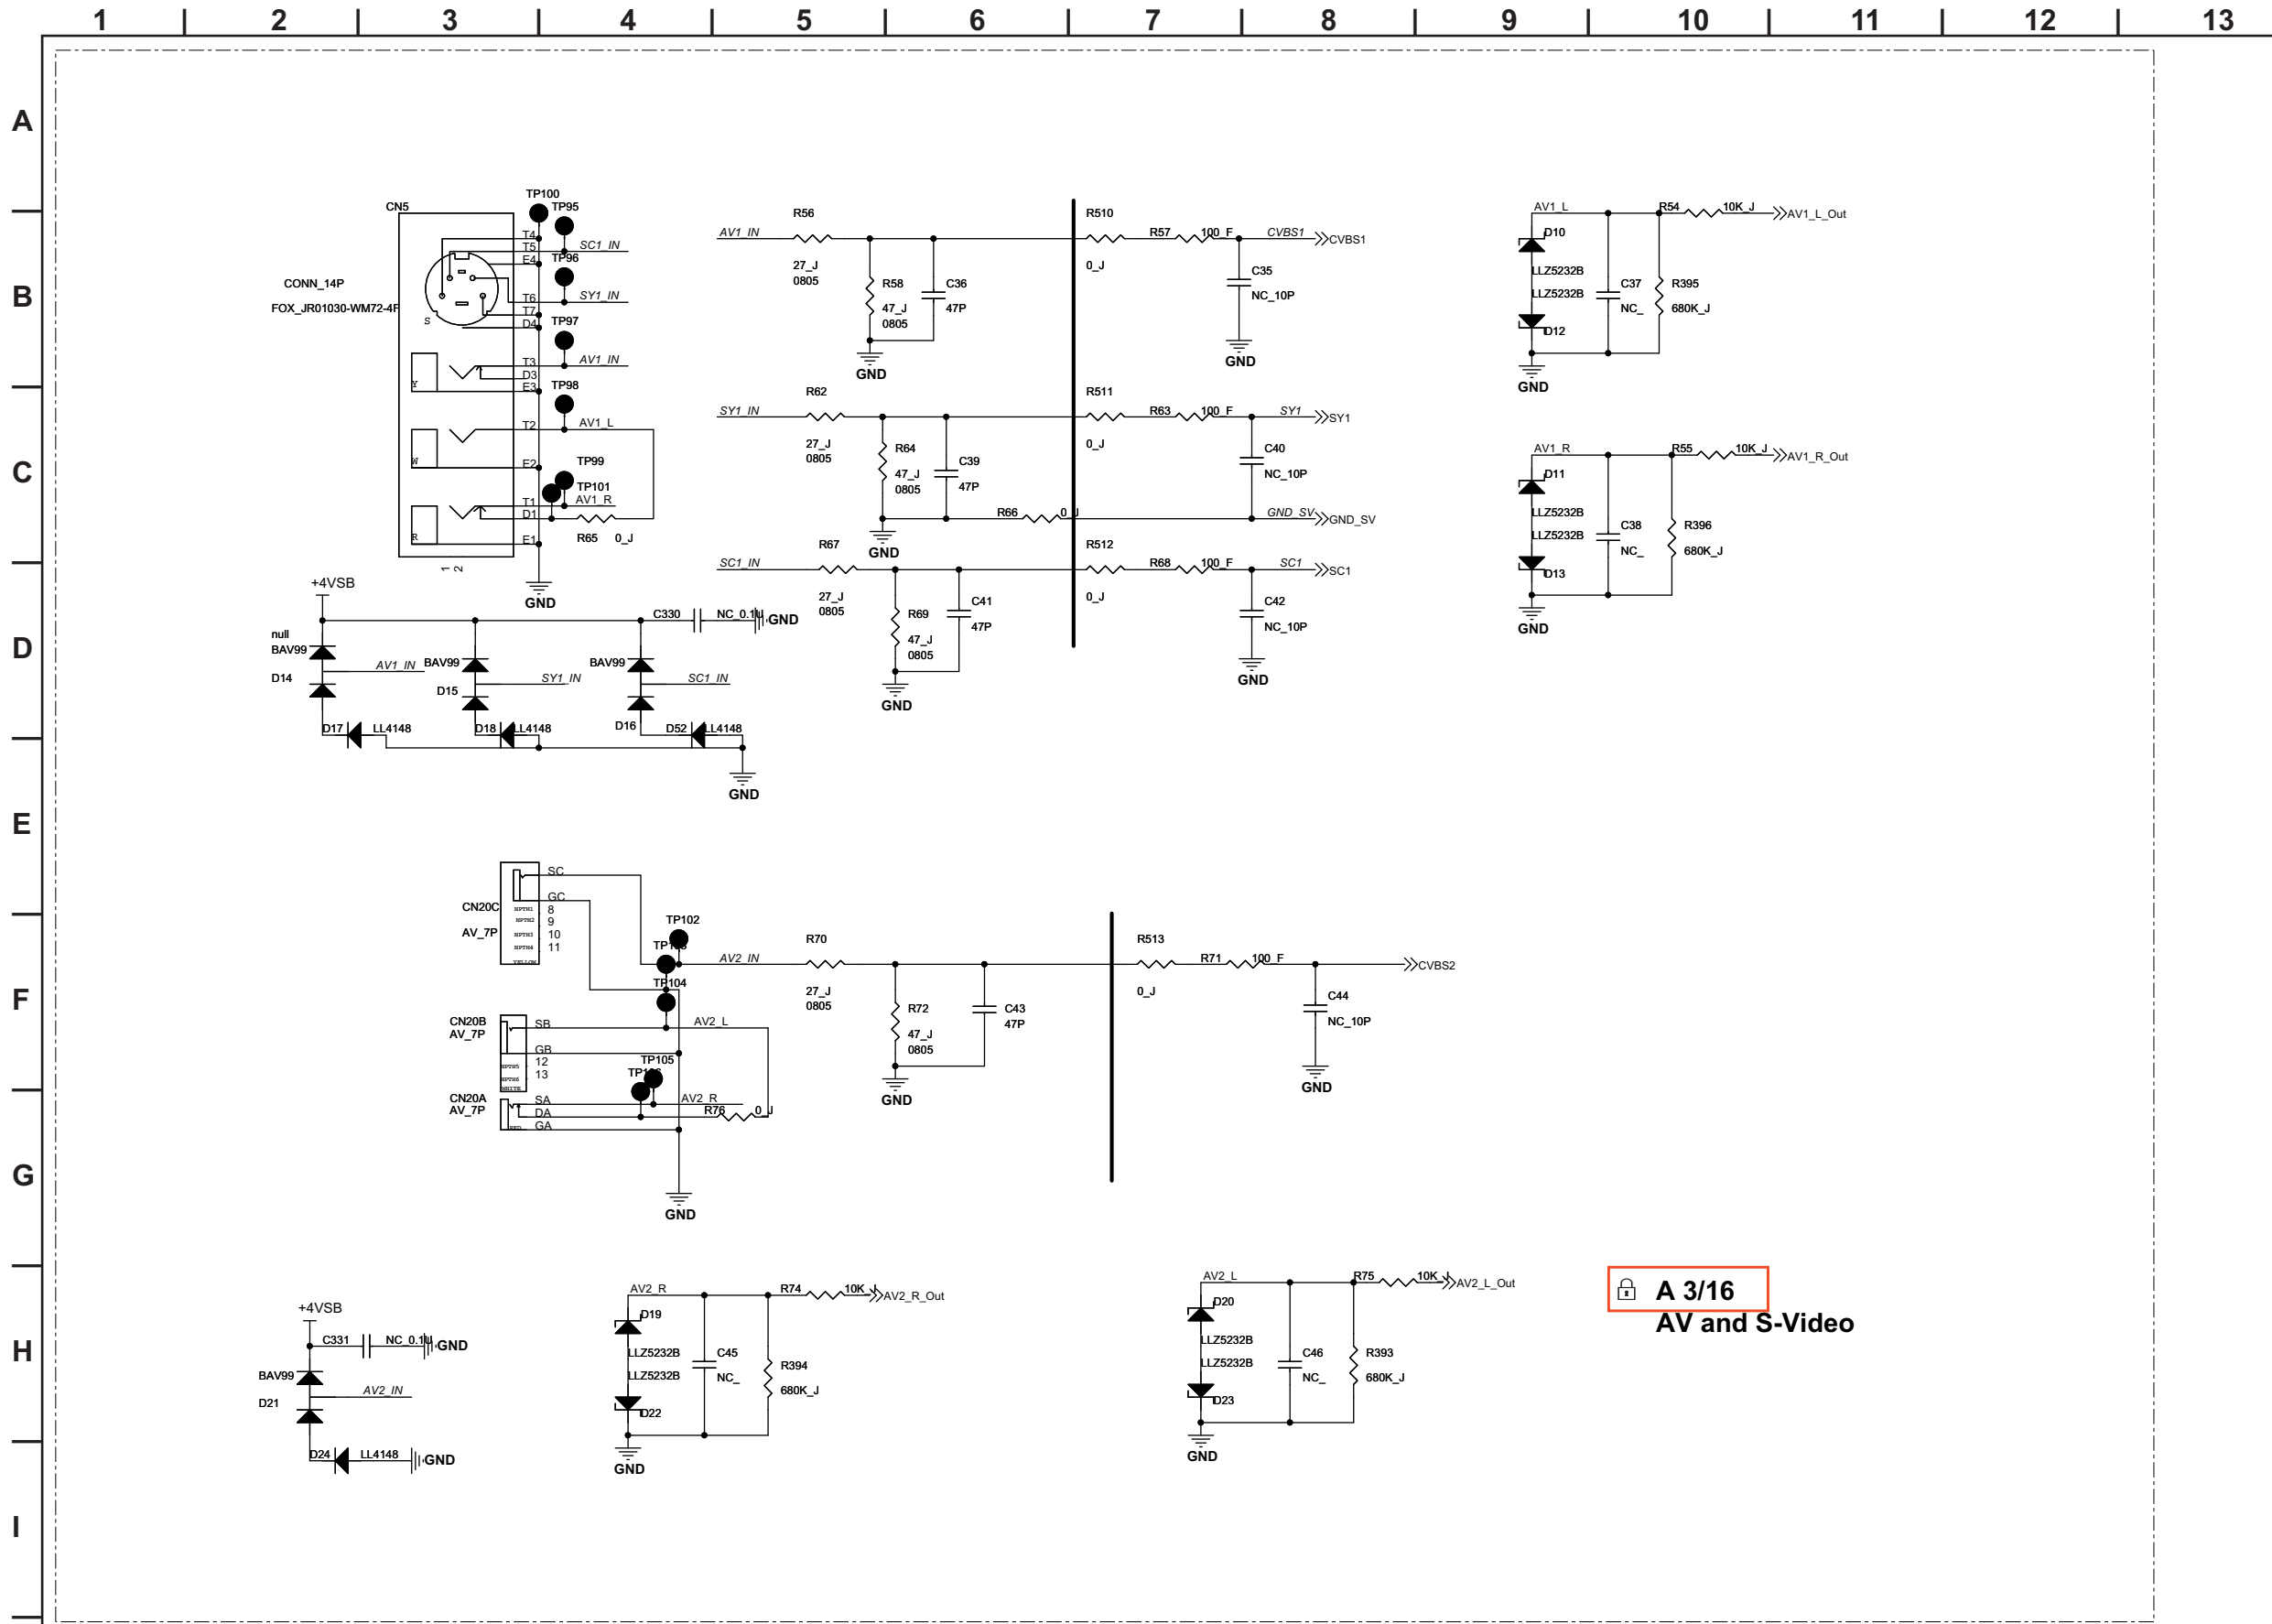 1 2 3 4 5 6 7 8 9 10 11 12 13
A
B
C
D
E
F
G
H
I
TP100
CN5
TP95
T4
T5
SC1_IN
E4
TP96
CONN_14P
FOX_JR01030-WM72-4F
T6
SY1_IN
T7
D4
S
TP97
T3
AV1_IN
D3
E3
Y
TP98
T2
AV1_L
W
E2
TP99
TP101
T1
AV1_R
D1
R
E1
R65 0_J
1
2
GND
R56
AV1_IN
27_J
0805
R58
47_J
0805
C36
47P
GND
R510
0_J
R57 100_F
CVBS1
CVBS1
C35
NC_10P
GND
R62
SY1_IN
27_J
0805
R64
47_J
0805
C39
47P
GND
R511
0_J
R63 100_F
SY1
SY1
C40
NC_10P
R66 0_J
GND_SV
GND_SV
R67
SC1_IN
27_J
0805
R69
47_J
0805
C41
47P
GND
R512
0_J
R68 100_F
SC1
SC1
C42
NC_10P
GND
AV1_L
R54 10K_J
AV1_L_Out
D10
LLZ5232B
LLZ5232B
D12
C37
NC_
R395
680K_J
GND
AV1_R
R55 10K_J
AV1_R_Out
D11
LLZ5232B
LLZ5232B
D13
C38
NC_
R396
680K_J
GND
+4VSB
C330 NC_0.1U
GND
null
BAV99
AV1_IN
D14
BAV99
SY1_IN
D15
BAV99
SC1_IN
D16
D17 LL4148
D18 LL4148
D52 LL4148
GND
SC
GC
CN20C
AV_7P
NPTH1
NPTH2
NPTH3
NPTH4
YELLOW
8
9
10
11
TP102
AV2_IN
TP104
CN20B
AV_7P
SB
AV2_L
GB
NPTH5
NPTH6
WHITE
12
13
TP105
CN20A
AV_7P
SA
AV2_R
DA
R76 0_J
RED
GA
GND
R70
27_J
0805
R72
47_J
0805
C43
47P
GND
R513
0_J
R71 100_F
CVBS2
C44
NC_10P
GND
+4VSB
C331 NC_0.1U
GND
BAV99
AV2_IN
D21
D24 LL4148
GND
AV2_R
R74 10K_J
AV2_R_Out
D19
LLZ5232B
LLZ5232B
D22
C45
NC_
R394
680K_J
GND
AV2_L
R75 10K_J
AV2_L_Out
D20
LLZ5232B
LLZ5232B
D23
C46
NC_
R393
680K_J
GND
A 3/16
AV and S-Video